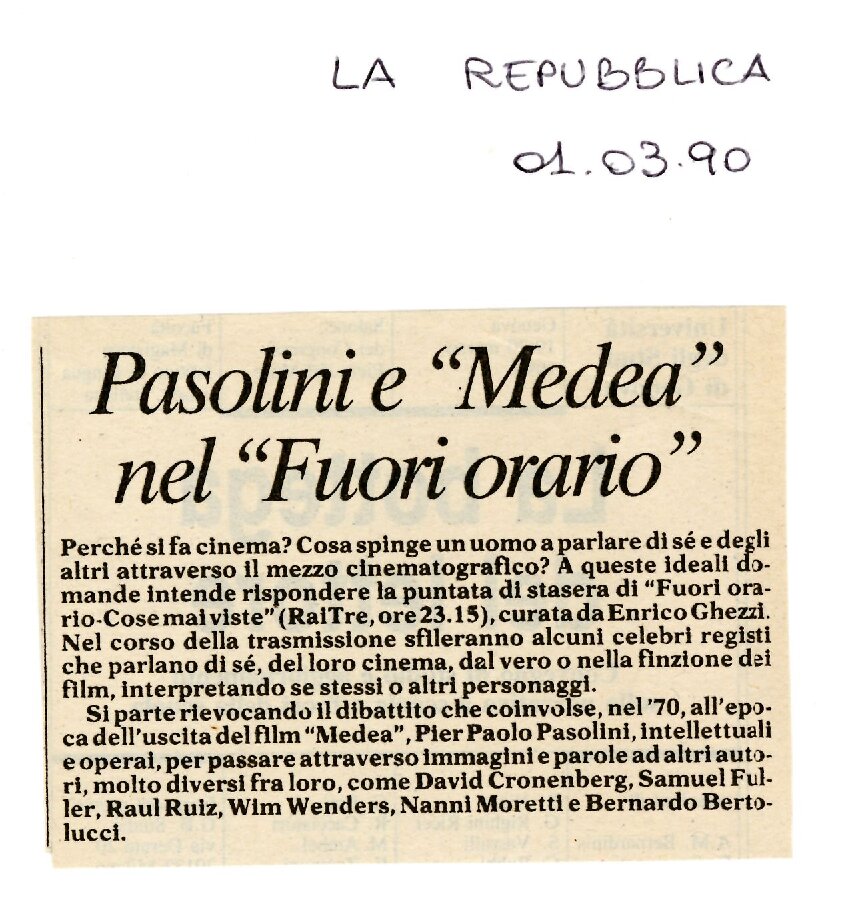 LA REPUBBLICA
01.03.90
Pasolini e “Medea”
nel “Fuori orario”
Perché si fa cinema? Cosa spinge un uomo a parlare di sé e degli
altri attraverso il mezzo cinematografico? A queste ideali do-
mande intende rispondere la puntata di stasera di “Fuori ora-
rio-Cose mai viste” (RaiTre, ore 23.15), curata da Enrico Ghezzi.
Nel corso della trasmissione sfileranno alcuni celebri registi
che parlano di sé, del loro cinema, dal vero o nella finzione dei
film, interpretando se stessi o altri personaggi.
Si parte rievocando il dibattito che coinvolse, nel '70, all'epo-
ca dell'uscita del film “Medea”, Pier Paolo Pasolini, intellettuali
e operai, per passare attraverso immagini e parole ad altri auto-
ri, molto diversi fra loro, come David Cronenberg, Samuel Ful-
ler, Raul Ruiz, Wim Wenders, Nanni Moretti e Bernardo Berto-
lucci.